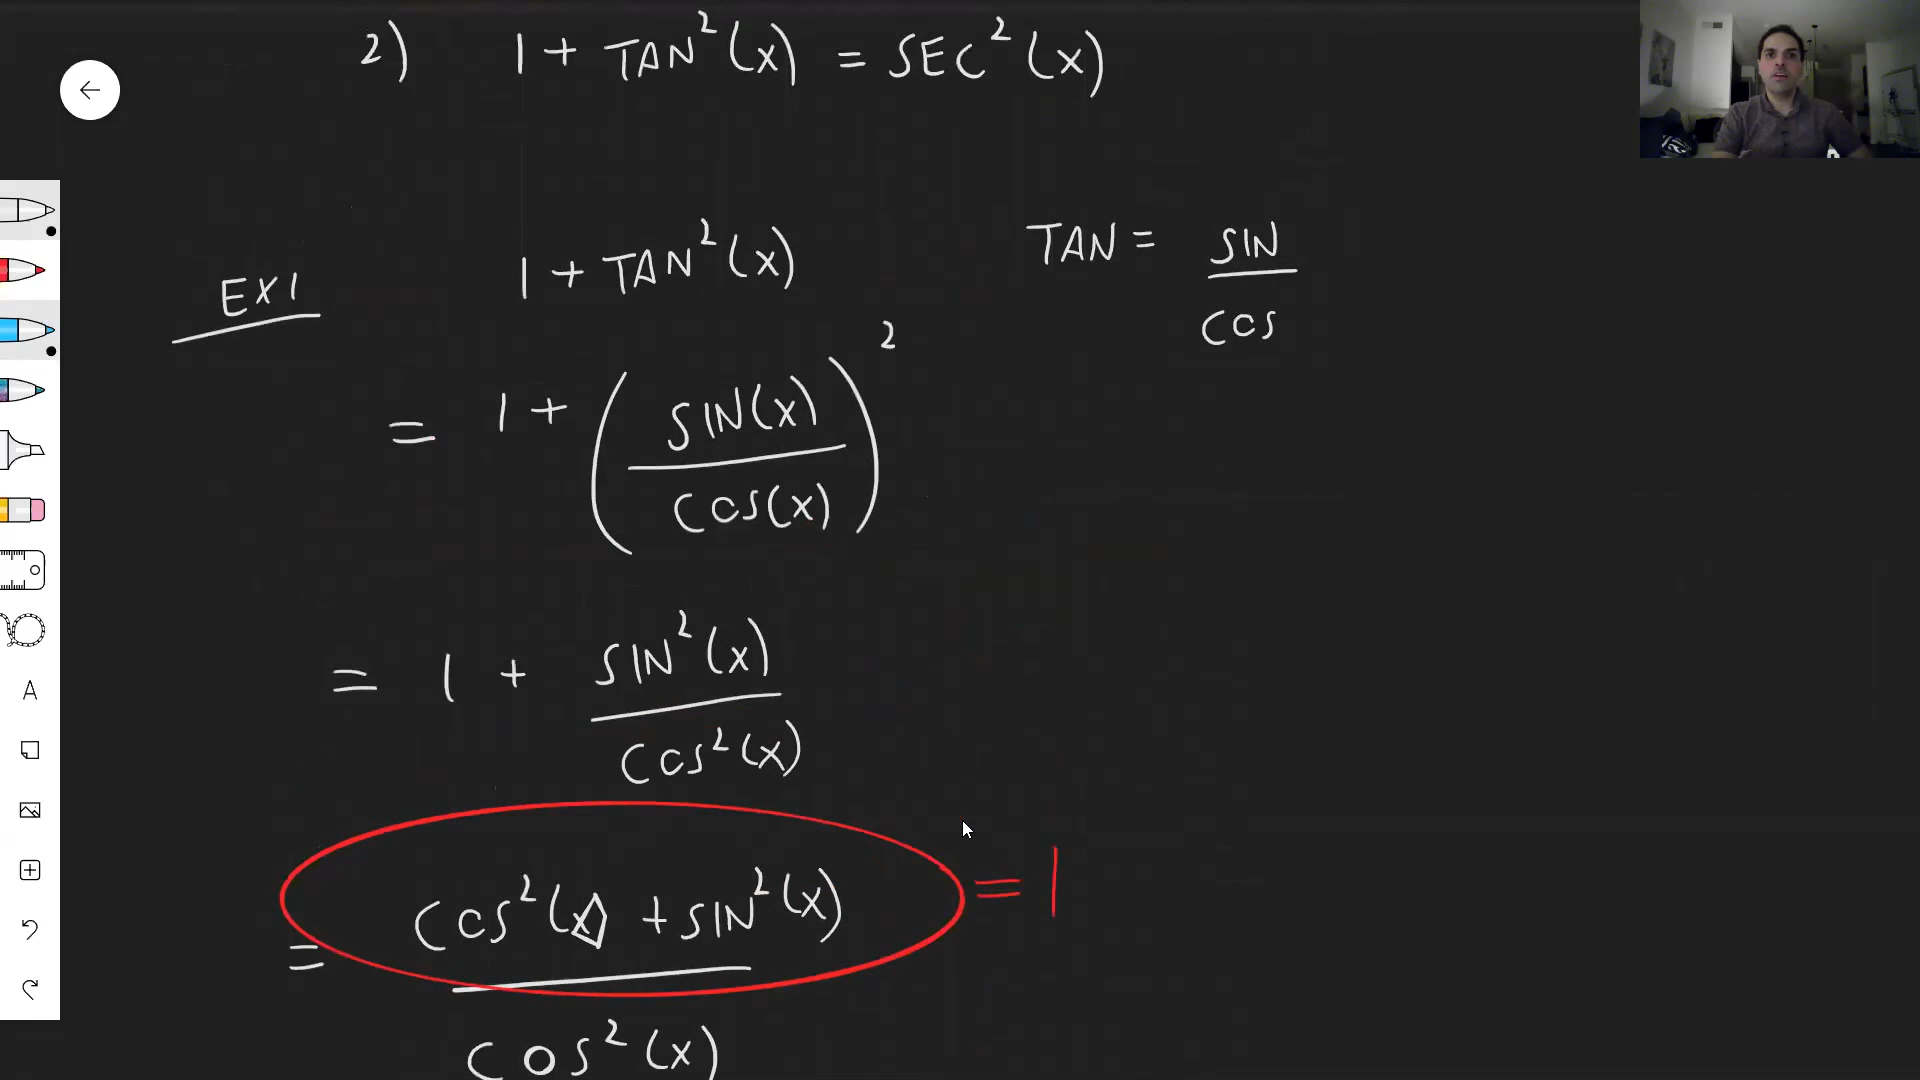 2) 1 + TAN²(x) = SEC²(x)
EX1 1 + TAN²(x)
TAN = SIN
COS
= 1 + ( SIN(x) )²
COS(x)
= 1 + SIN²(x)
COS²(x)
= COS²(x) + SIN²(x) = 1
COS²(x)
A